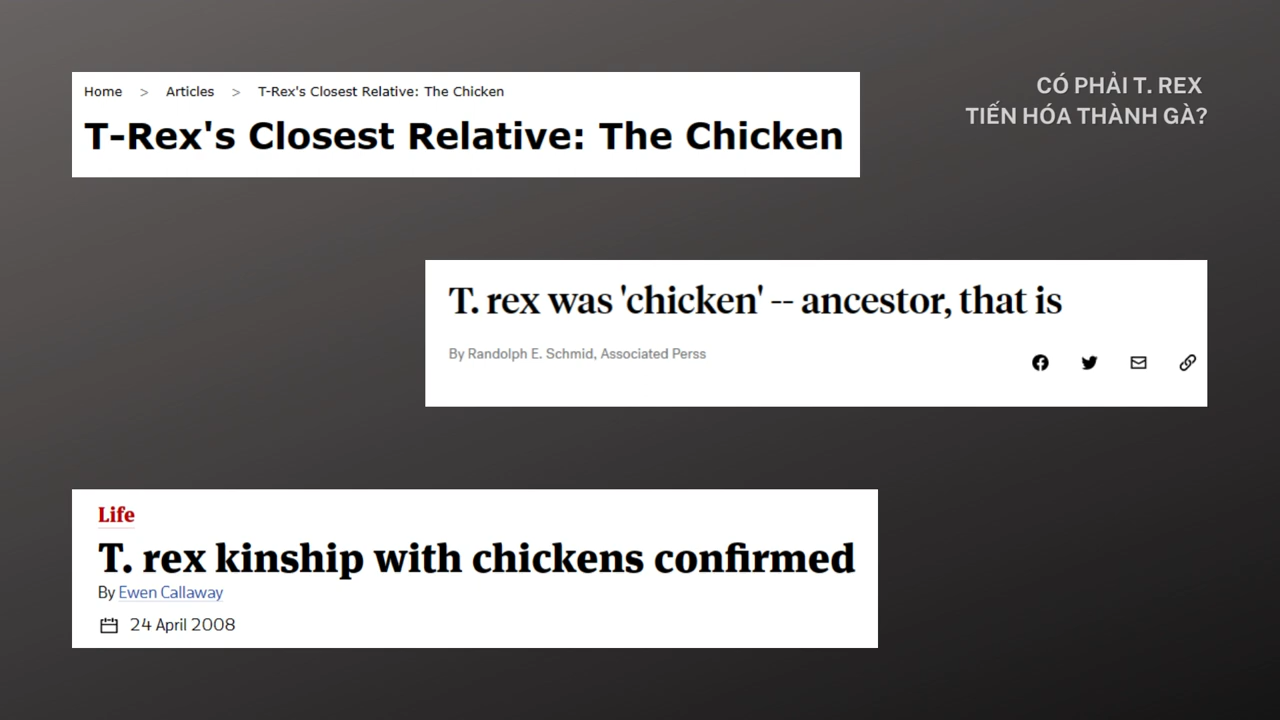 Home > Articles > T-Rex's Closest Relative: The Chicken
T-Rex's Closest Relative: The Chicken
CÓ PHẢI T. REX
TIẾN HÓA THÀNH GÀ?
T. rex was 'chicken' -- ancestor, that is
By Randolph E. Schmid, Associated Perss
Life
T. rex kinship with chickens confirmed
By Ewen Callaway
24 April 2008